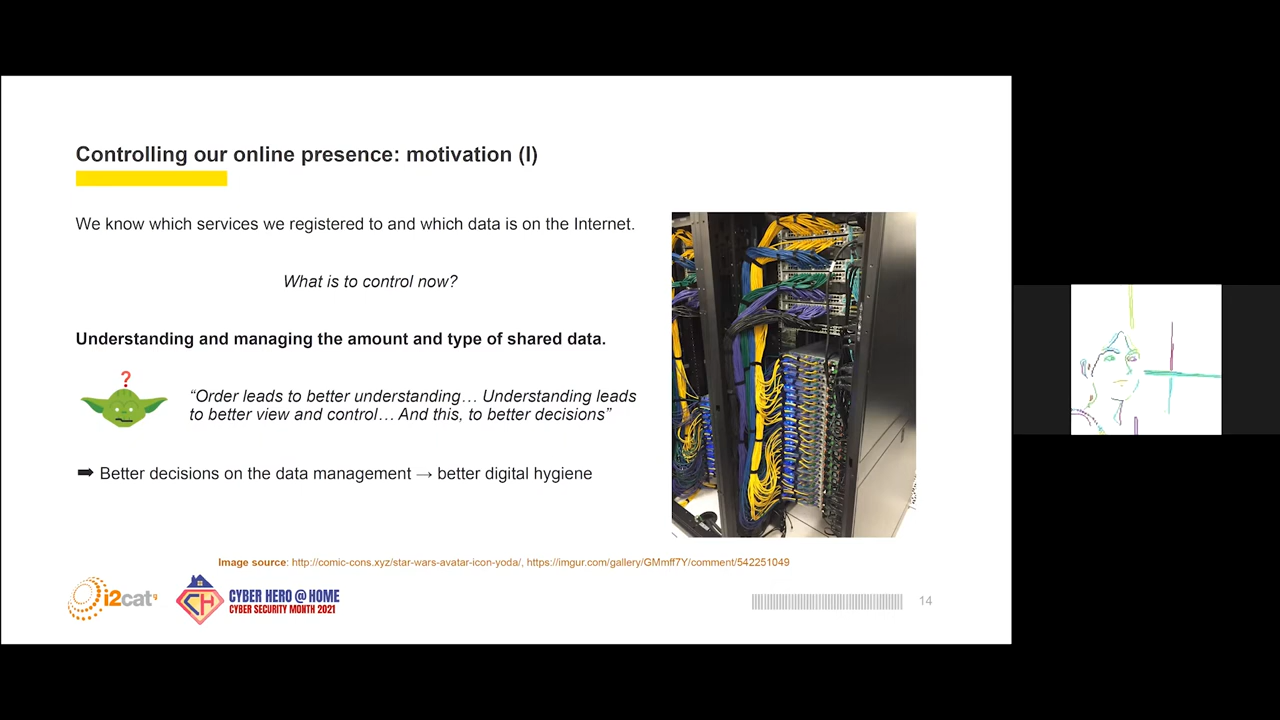 Controlling our online presence: motivation (I)
We know which services we registered to and which data is on the Internet.
What is to control now?
Understanding and managing the amount and type of shared data.
?
“Order leads to better understanding… Understanding leads
to better view and control… And this, to better decisions”
➡ Better decisions on the data management → better digital hygiene
Image source: http://comic-cons.xyz/star-wars-avatar-icon-yoda/, https://imgur.com/gallery/GMmff7Y/comment/542251049
i2cat
CH
CYBER HERO @ HOME
CYBER SECURITY MONTH 2021
14